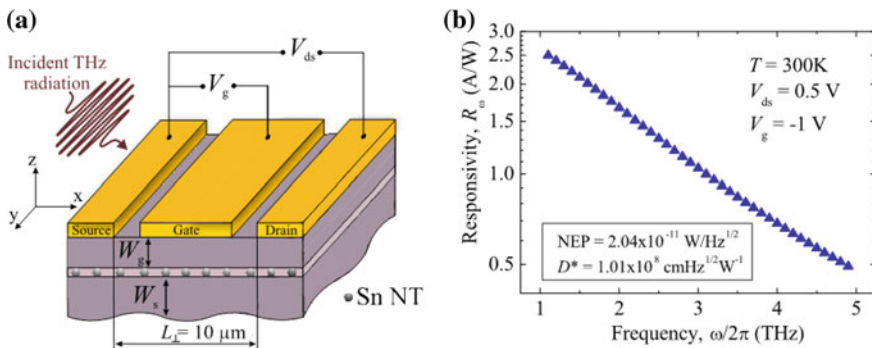 (a)
Incident THz
radiation
V_ds
V_g
z
x
y
Source
Gate
Drain
W_g
W_s
Sn NT
L_⊥= 10 μm
(b)
Responsivity, R_ω (A/W)
3.0
2.5
2.0
1.5
1.0
0.5
T = 300K
V_ds = 0.5 V
V_g = -1 V
NEP = 2.04x10^-11 W/Hz^1/2
D* = 1.01x10^8 cmHz^1/2W^-1
1 2 3 4 5
Frequency, ω/2π (THz)